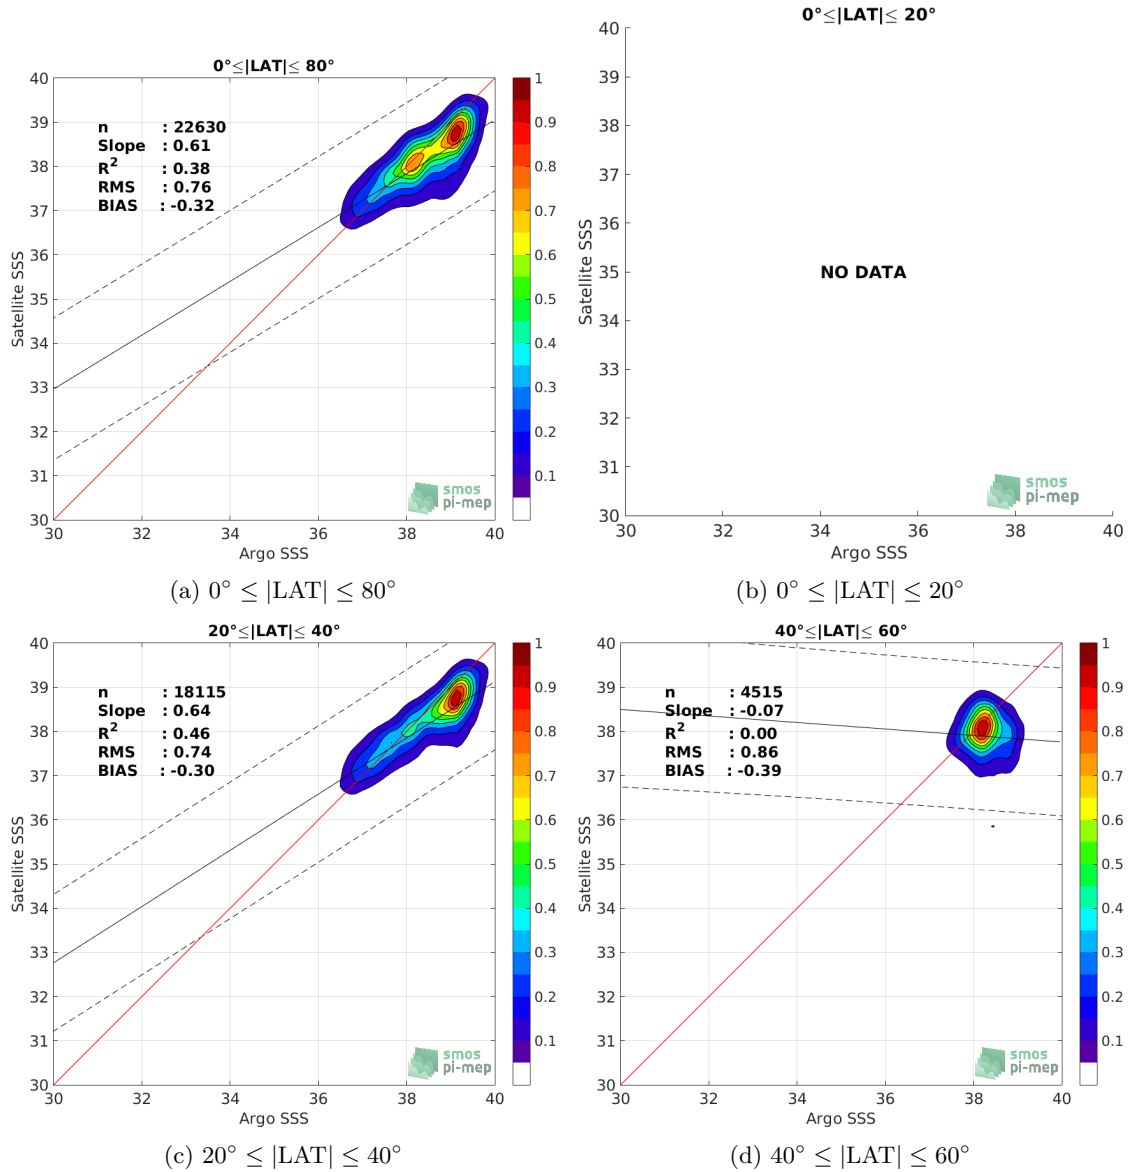 0°≤|LAT|≤ 80°
40
39
38
37
36
35
34
33
32
31
30
Satellite SSS
n : 22630
Slope : 0.61
R² : 0.38
RMS : 0.76
BIAS : -0.32
30 32 34 36 38 40
Argo SSS
1
0.9
0.8
0.7
0.6
0.5
0.4
0.3
0.2
0.1
smos
pi-mep
(a) 0° ≤ |LAT| ≤ 80°
0°≤|LAT|≤ 20°
40
39
38
37
36
35
34
33
32
31
30
Satellite SSS
NO DATA
smos
pi-mep
30 32 34 36 38 40
Argo SSS
(b) 0° ≤ |LAT| ≤ 20°
20°≤|LAT|≤ 40°
40
39
38
37
36
35
34
33
32
31
30
Satellite SSS
n : 18115
Slope : 0.64
R² : 0.46
RMS : 0.74
BIAS : -0.30
30 32 34 36 38 40
Argo SSS
1
0.9
0.8
0.7
0.6
0.5
0.4
0.3
0.2
0.1
smos
pi-mep
(c) 20° ≤ |LAT| ≤ 40°
40°≤|LAT|≤ 60°
40
39
38
37
36
35
34
33
32
31
30
Satellite SSS
n : 4515
Slope : -0.07
R² : 0.00
RMS : 0.86
BIAS : -0.39
30 32 34 36 38 40
Argo SSS
1
0.9
0.8
0.7
0.6
0.5
0.4
0.3
0.2
0.1
smos
pi-mep
(d) 40° ≤ |LAT| ≤ 60°